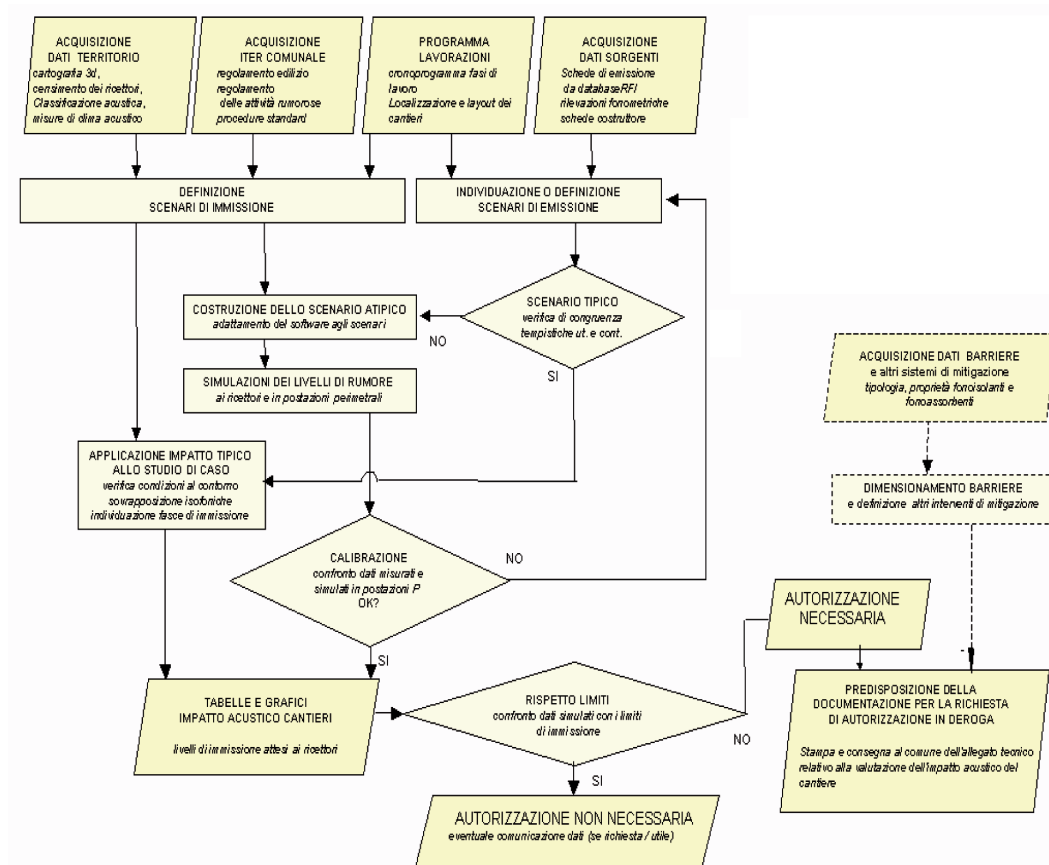 ACQUISIZIONE
DATI TERRITORIO
cartografia 3d,
censimento dei ricettori,
Classificazione acustica,
misure di clima acustico
ACQUISIZIONE
ITER COMUNALE
regolamento edilizio
regolamento
delle attività rumorose
procedure standard
PROGRAMMA
LAVORAZIONI
cronoprogramma fasi di
lavoro
Localizzazione e layout dei
cantieri
ACQUISIZIONE
DATI SORGENTI
Schede di emissione
da databaseRFI
rilevazioni fonometriche
schede costruttore
DEFINIZIONE
SCENARI DI IMMISSIONE
INDIVIDUAZIONE O DEFINIZIONE
SCENARI DI EMISSIONE
COSTRUZIONE DELLO SCENARIO ATIPICO
adattamento del software agli scenari
SCENARIO TIPICO
verifica di congruenza
tempistiche ut. e cont.
NO
SI
SIMULAZIONI DEI LIVELLI DI RUMORE
ai ricettori e in postazioni perimetrali
ACQUISIZIONE DATI BARRIERE
e altri sistemi di mitigazione
tipologia, proprietà fonoisolanti e
fonoassorbenti
APPLICAZIONE IMPATTO TIPICO
ALLO STUDIO DI CASO
verifica condizioni al contorno
sovrapposizione isofoniche
individuazione fasce di immissione
DIMENSIONAMENTO BARRIERE
e definizione altri interventi di mitigazione
CALIBRAZIONE
confronto dati misurati e
simulati in postazioni P
OK?
NO
SI
AUTORIZZAZIONE
NECESSARIA
TABELLE E GRAFICI
IMPATTO ACUSTICO CANTIERI
livelli di immissione attesi ai ricettori
RISPETTO LIMITI
confronto dati simulati con i limiti
di immissione
NO
SI
PREDISPOSIZIONE DELLA
DOCUMENTAZIONE PER LA RICHIESTA
DI AUTORIZZAZIONE IN DEROGA
Stampa e consegna al comune dell'allegato tecnico
relativo alla valutazione dell'impatto acustico del
cantiere
AUTORIZZAZIONE NON NECESSARIA
eventuale comunicazione dati (se richiesta / utile)